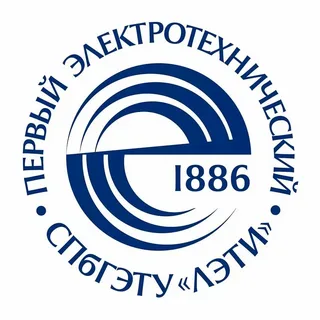 ПЕРВЫЙ ЭЛЕКТРОТЕХНИЧЕСКИЙ
1886
СПбГЭТУ «ЛЭТИ»